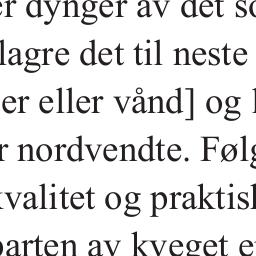 er dynger av det so
lagre det til neste
er eller vånd] og
r nordvendte. Følg
kvalitet og praktisk
parten av kveget e